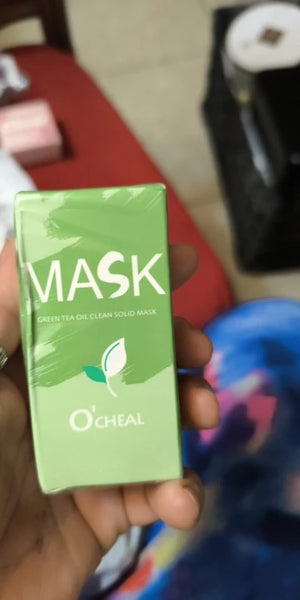 MASK
GREEN TEA OIL CLEAN SOLID MASK
O'CHEAL